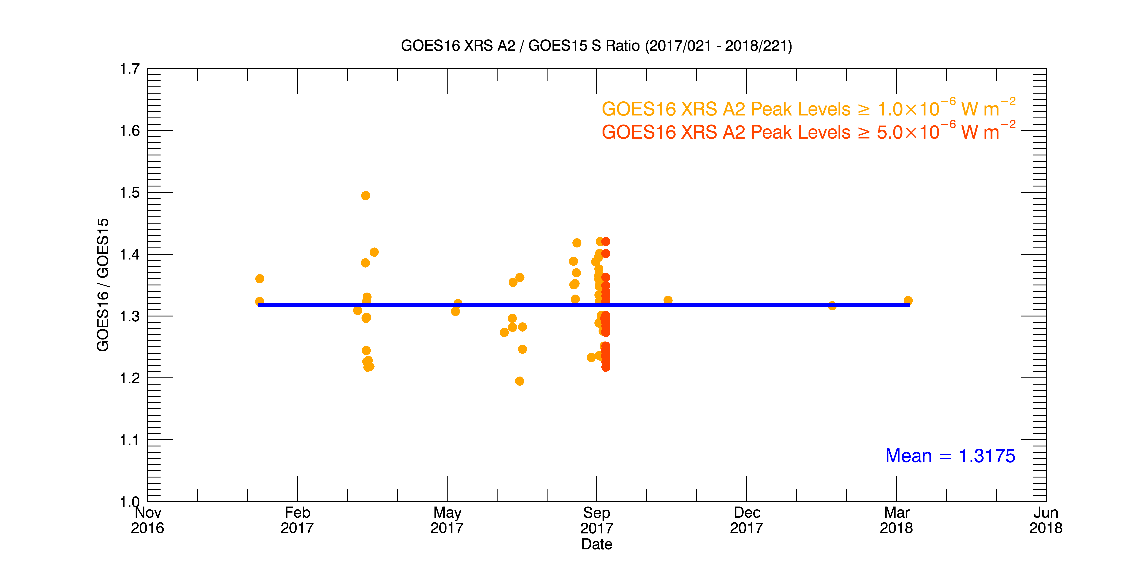 GOES16 XRS A2 / GOES15 S Ratio (2017/021 - 2018/221)
GOES16 XRS A2 Peak Levels ≥ 1.0×10⁻⁶ W m⁻²
GOES16 XRS A2 Peak Levels ≥ 5.0×10⁻⁶ W m⁻²
1.7
1.6
1.5
1.4
1.3
1.2
1.1
1.0
GOES16 / GOES15
Mean = 1.3175
Nov Feb May Sep Dec Mar Jun
2016 2017 2017 2017 2017 2018 2018
Date